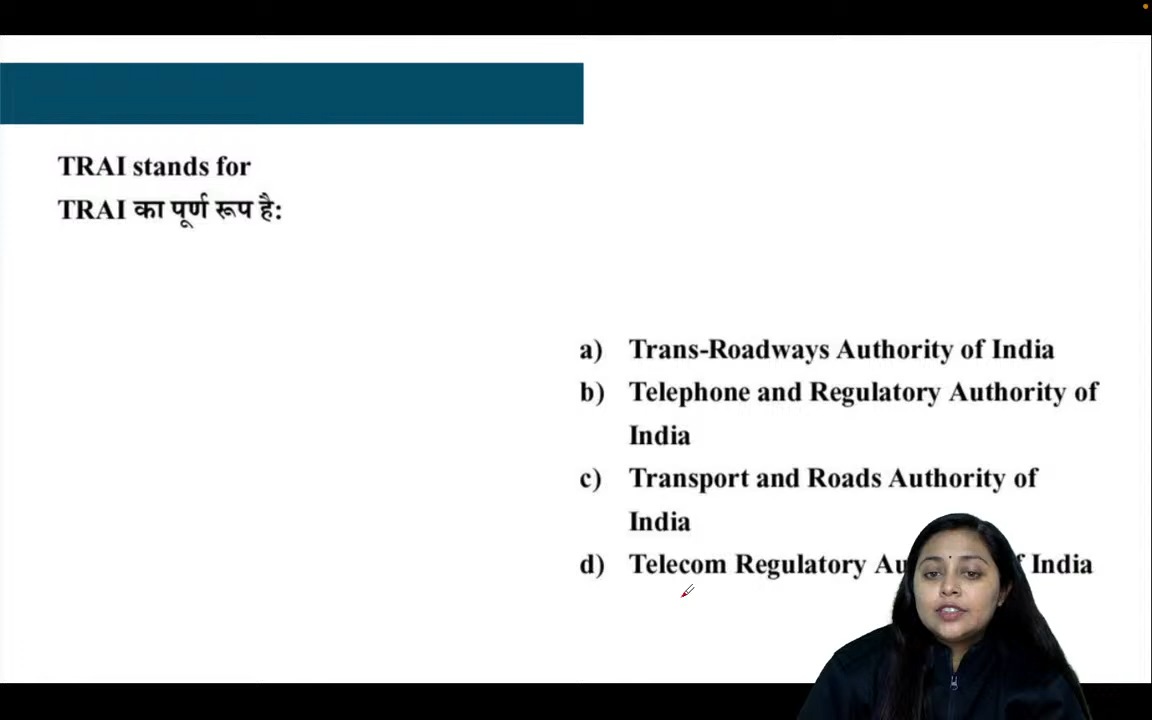 TRAI stands for
TRAI का पूर्ण रूप है:
a) Trans-Roadways Authority of India
b) Telephone and Regulatory Authority of
India
c) Transport and Roads Authority of
India
d) Telecom Regulatory India